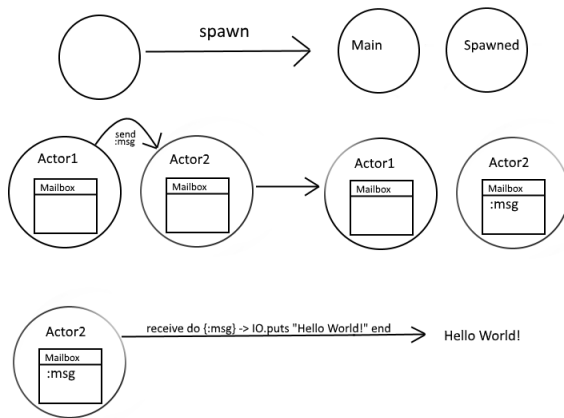 spawn
Main
Spawned
send
:msg
Actor1
Mailbox
Actor2
Mailbox
Actor1
Mailbox
Actor2
Mailbox
:msg
Actor2
Mailbox
:msg
receive do {:msg} -> IO.puts "Hello World!" end
Hello World!